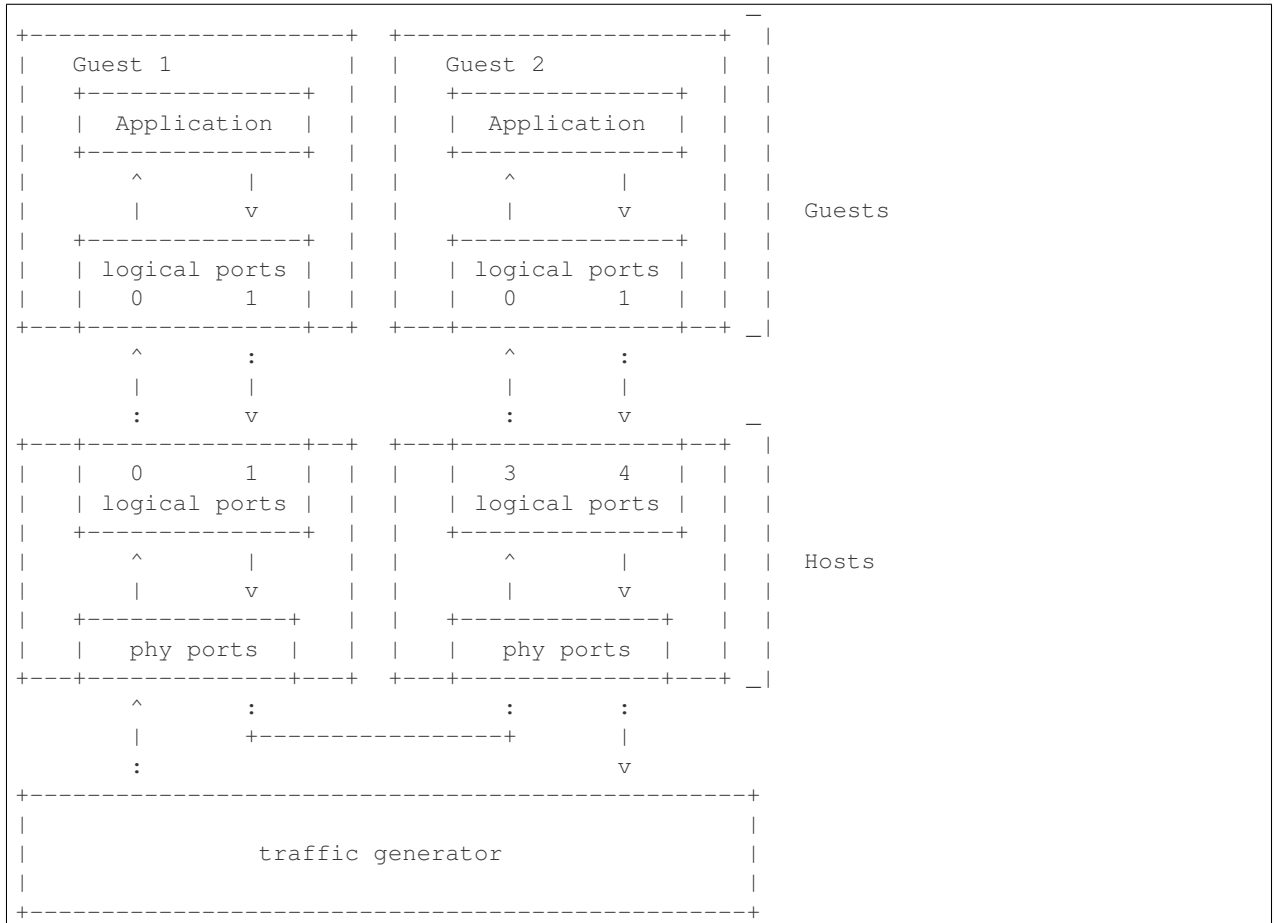 Guest 1 Guest 2
Application Application
Guests
logical ports logical ports
0 1 0 1
0 1 3 4
logical ports logical ports
Hosts
phy ports phy ports
traffic generator